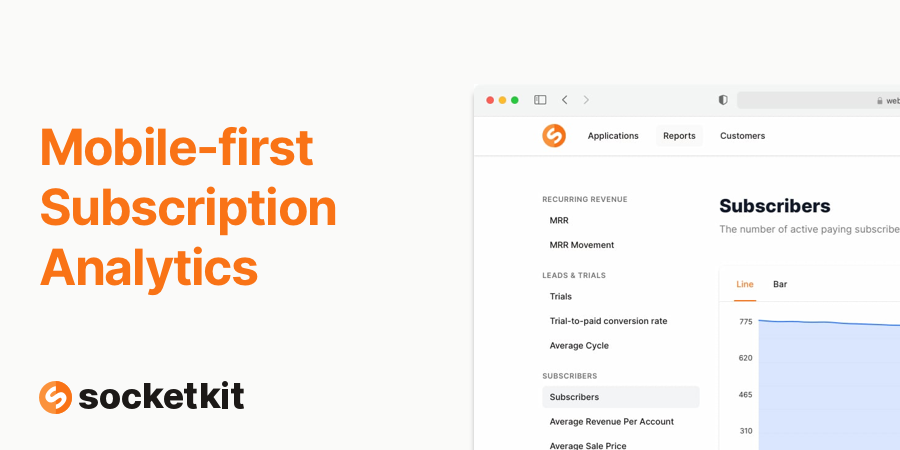 Mobile-first
Subscription
Analytics
socketkit
web
Applications
Reports
Customers
RECURRING REVENUE
MRR
MRR Movement
LEADS & TRIALS
Trials
Trial-to-paid conversion rate
Average Cycle
SUBSCRIBERS
Subscribers
Average Revenue Per Account
Average Sale Price
Subscribers
The number of active paying subscribe
Line
Bar
775
620
465
310